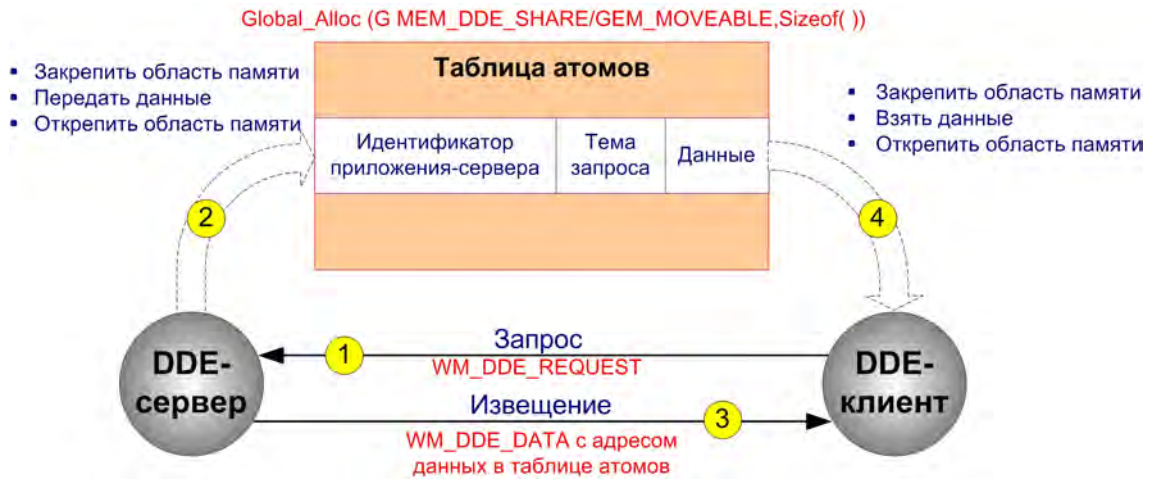 Global_Alloc (G MEM_DDE_SHARE/GEM_MOVEABLE,Sizeof( ))
Таблица атомов
▪ Закрепить область памяти
▪ Передать данные
▪ Открепить область памяти
▪ Закрепить область памяти
▪ Взять данные
▪ Открепить область памяти
Идентификатор
приложения-сервера
Тема
запроса
Данные
2
4
DDE-
сервер
1
Запрос
WM_DDE_REQUEST
Извещение
3
WM_DDE_DATA с адресом
данных в таблице атомов
DDE-
клиент